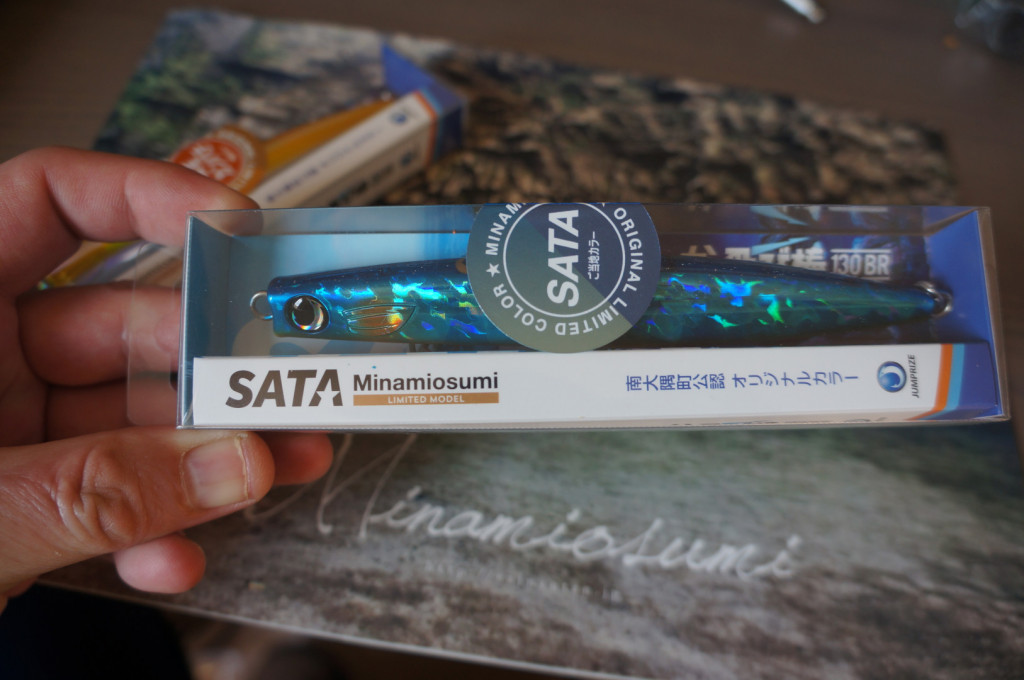 MINAM ORIGINAL LIMITED COLOR ★
SATA
ご当地カラー
130 BR
SATA Minamiosumi
LIMITED MODEL
南大隅町公認 オリジナルカラー
JUMPRIZE
Minamiosumi